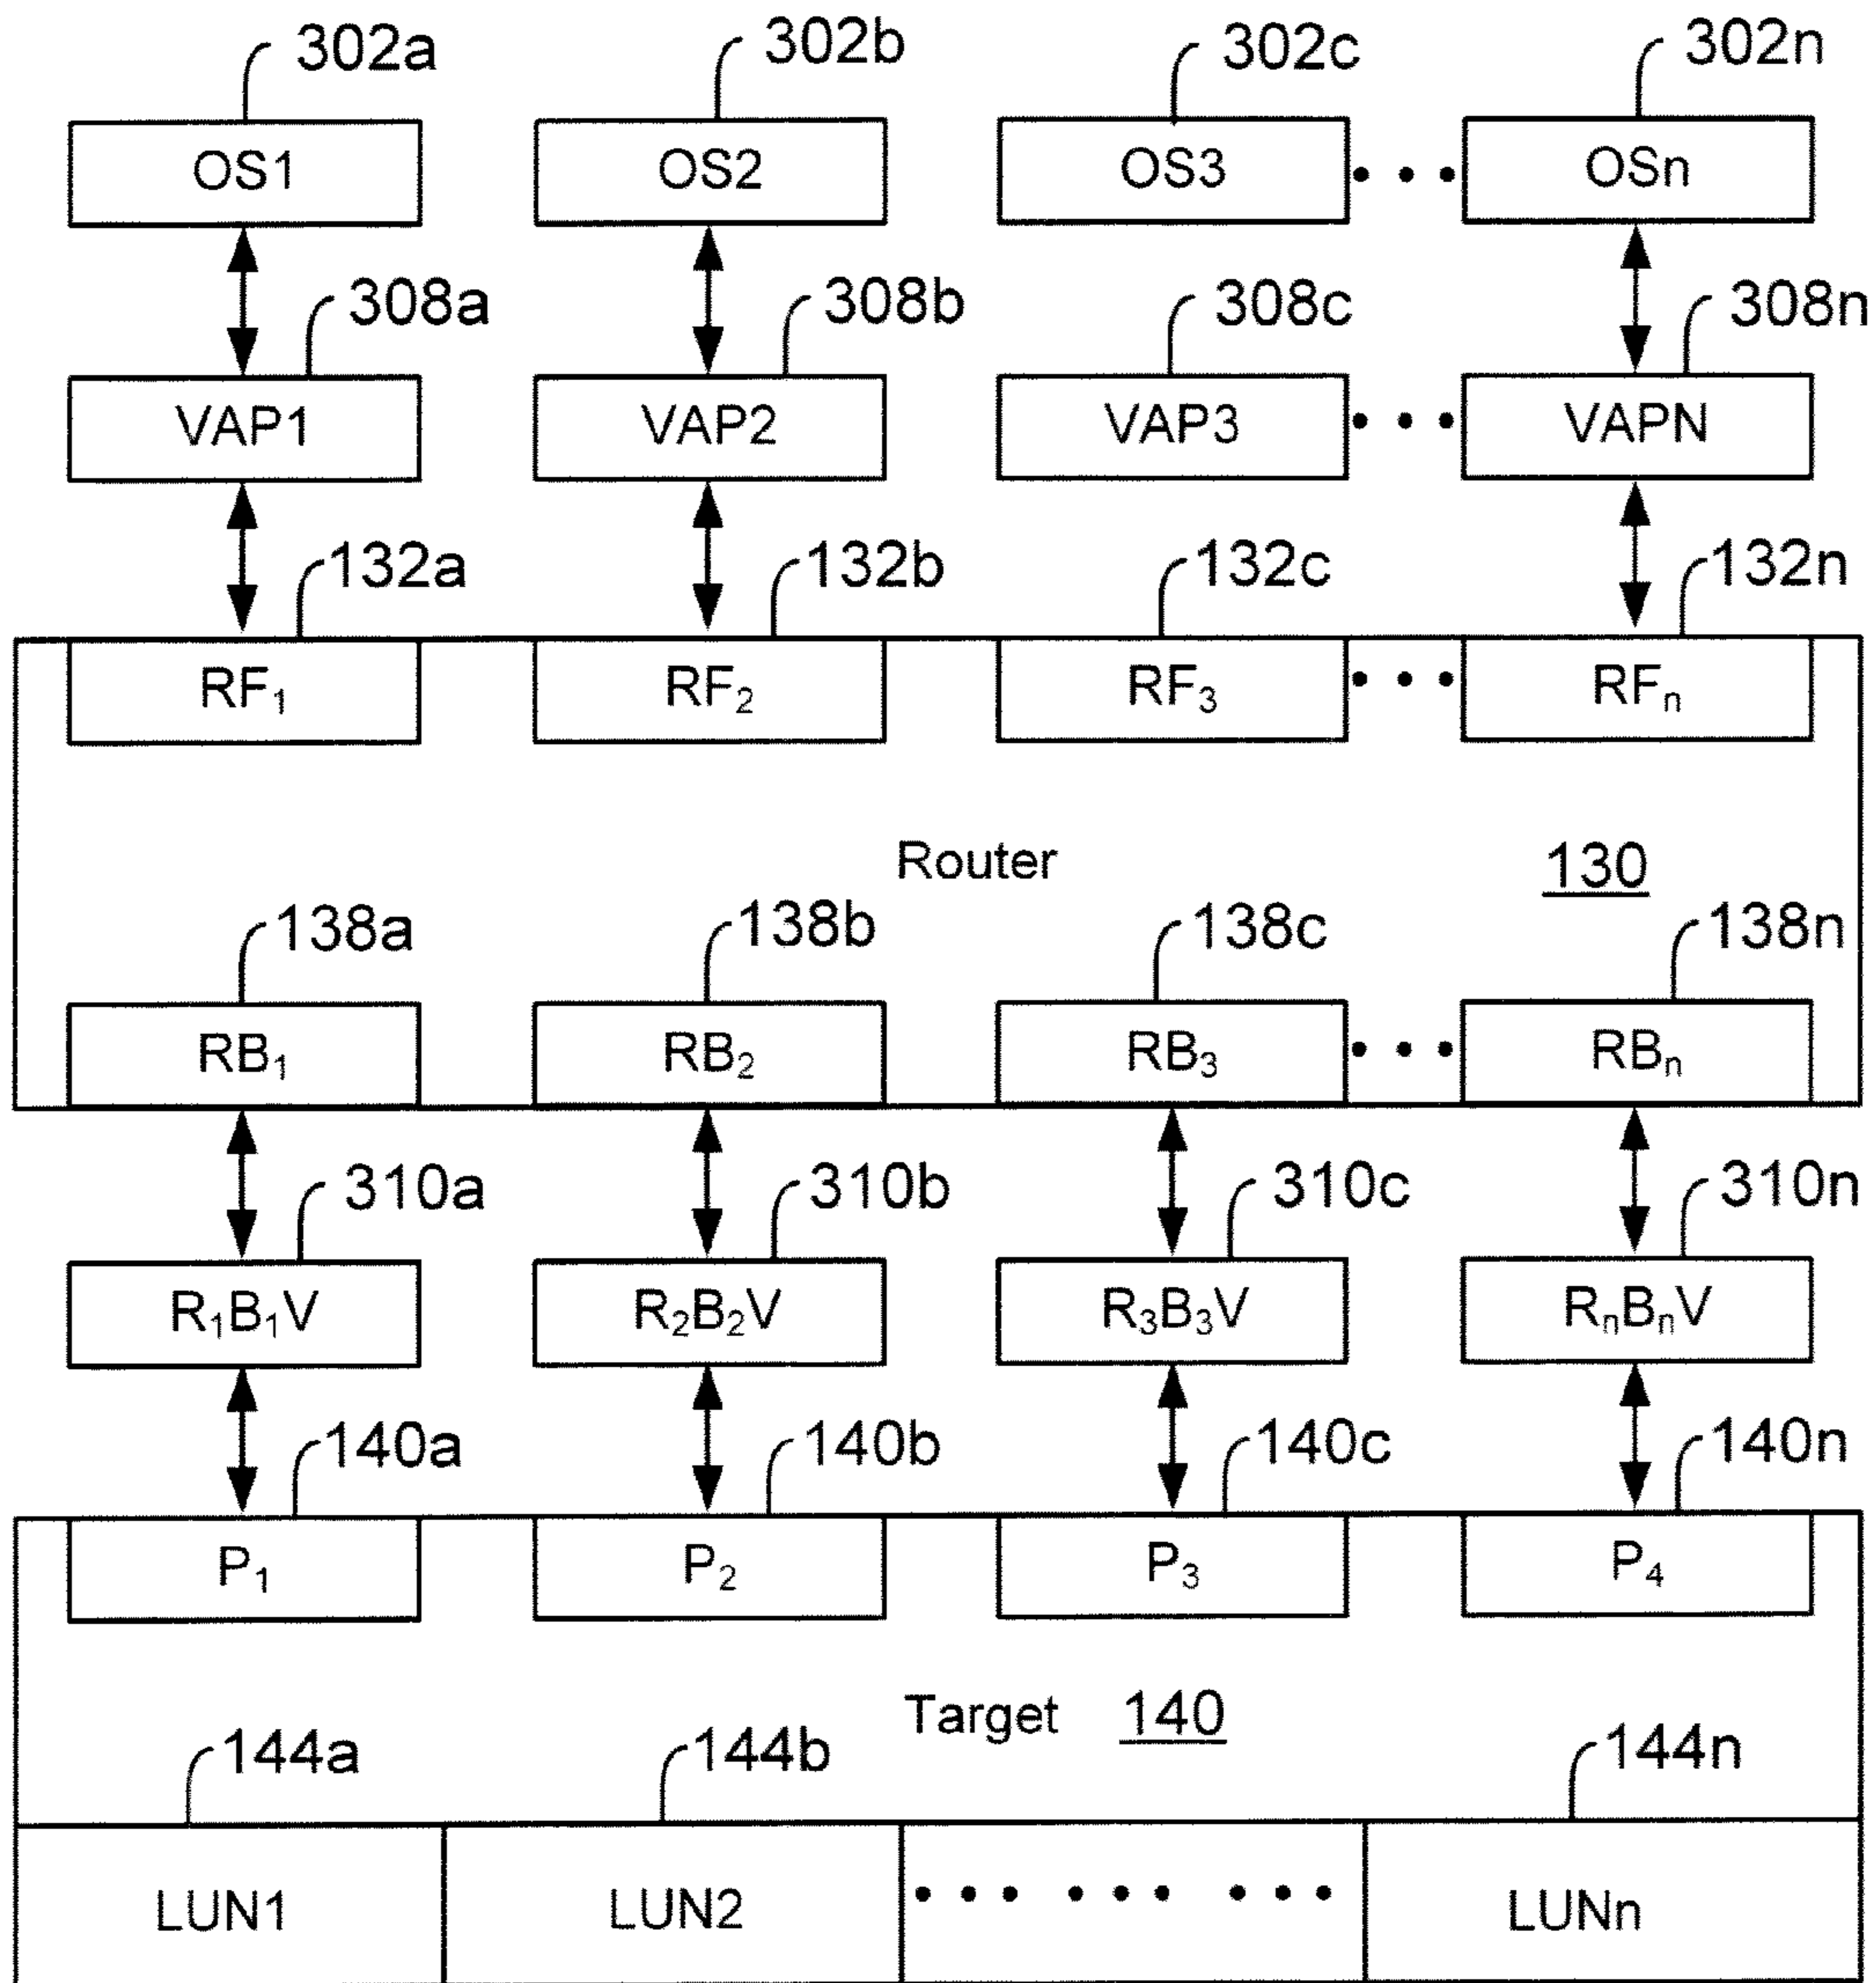 302a 302b 302c 302n
OS1 OS2 OS3 • • • OSn
308a 308b 308c 308n
VAP1 VAP2 VAP3 • • • VAPN
132a 132b 132c 132n
RF₁ RF₂ RF₃ • • • RFₙ
Router 130
138a 138b 138c 138n
RB₁ RB₂ RB₃ • • • RBₙ
310a 310b 310c 310n
R₁B₁V R₂B₂V R₃B₃V RₙBₙV
140a 140b 140c 140n
P₁ P₂ P₃ P₄
Target 140
144a 144b 144n
LUN1 LUN2 • • • • • • • • • LUNn